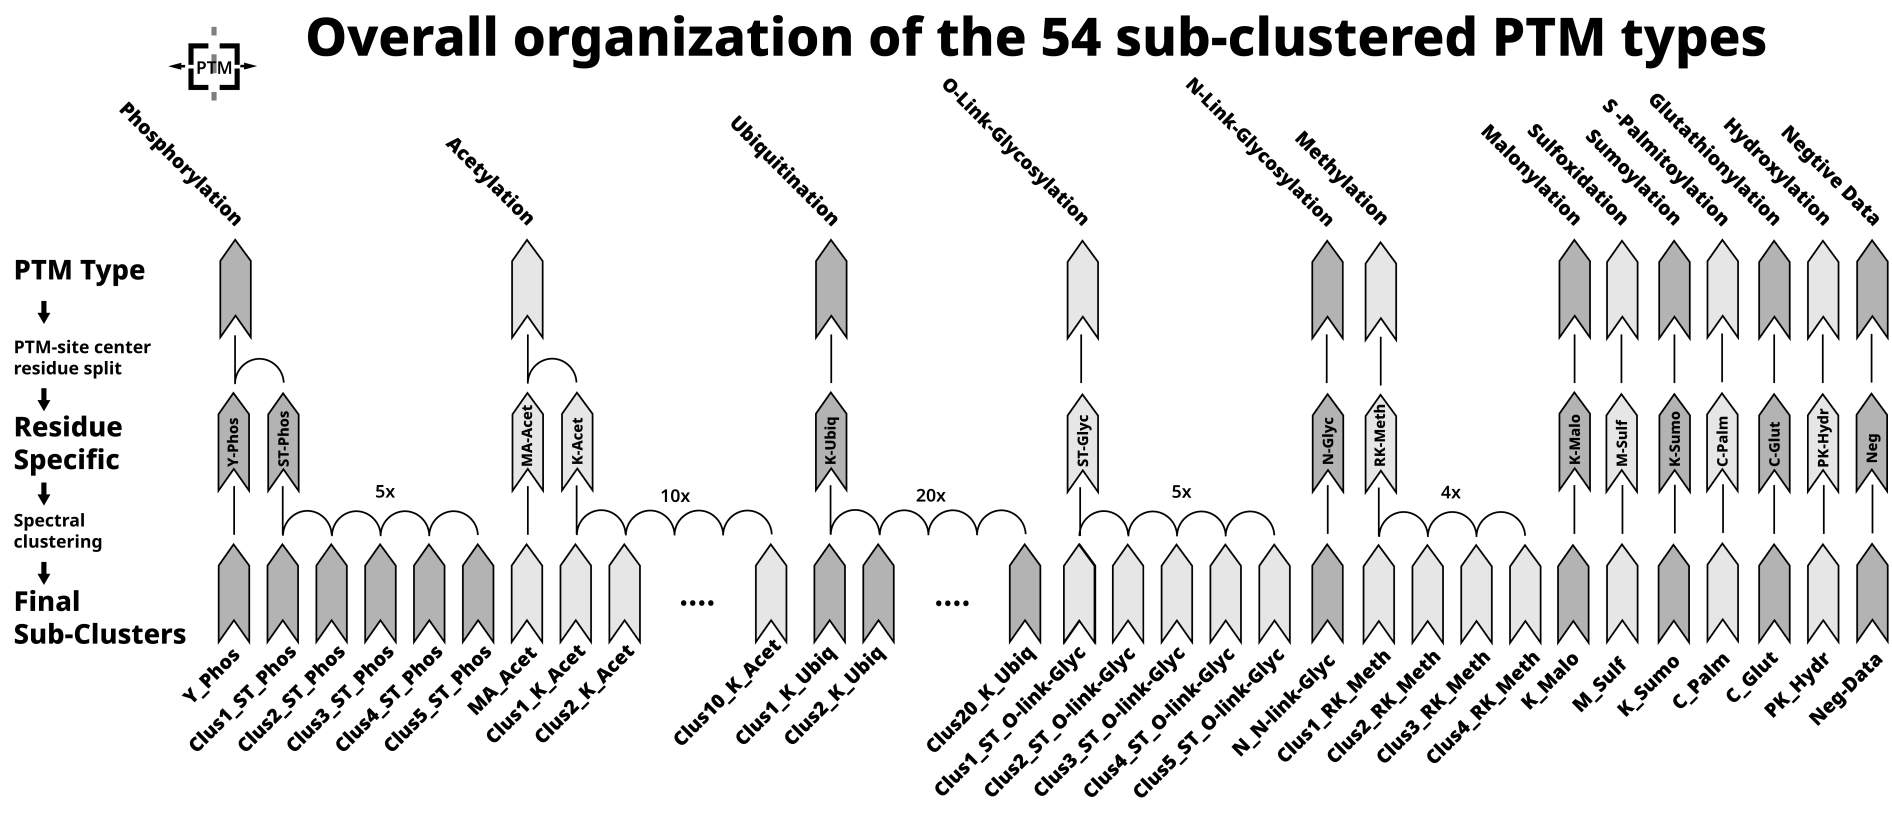 Overall organization of the 54 sub-clustered PTM types
PTM
Phosphorylation
Acetylation
Ubiquitination
O-Link-Glycosylation
N-Link-Glycosylation
Methylation
Malonylation
Sulfoxidation
Sumoylation
S -Palmitoylation
Glutathionylation
Hydroxylation
Negtive Data
PTM Type
PTM-site center
residue split
Residue
Specific
Y-Phos
ST-Phos
MA-Acet
K-Acet
K-Ubiq
ST-Glyc
N-Glyc
RK-Meth
K-Malo
M-Sulf
K-Sumo
C-Palm
C-Glut
PK-Hydr
Neg
5x
10x
20x
5x
4x
Spectral
clustering
Final
Sub-Clusters
....
....
Y_Phos
Clus1_ST_Phos
Clus2_ST_Phos
Clus3_ST_Phos
Clus4_ST_Phos
Clus5_ST_Phos
MA_Acet
Clus1_K_Acet
Clus2_K_Acet
Clus10_K_Acet
Clus1_K_Ubiq
Clus2_K_Ubiq
Clus20_K_Ubiq
Clus1_ST_O-link-Glyc
Clus2_ST_O-link-Glyc
Clus3_ST_O-link-Glyc
Clus4_ST_O-link-Glyc
Clus5_ST_O-link-Glyc
N_N-link-Glyc
Clus1_RK_Meth
Clus2_RK_Meth
Clus3_RK_Meth
Clus4_RK_Meth
K_Malo
M_Sulf
K_Sumo
C_Palm
C_Glut
PK_Hydr
Neg-Data